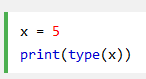 x = 5
print(type(x))